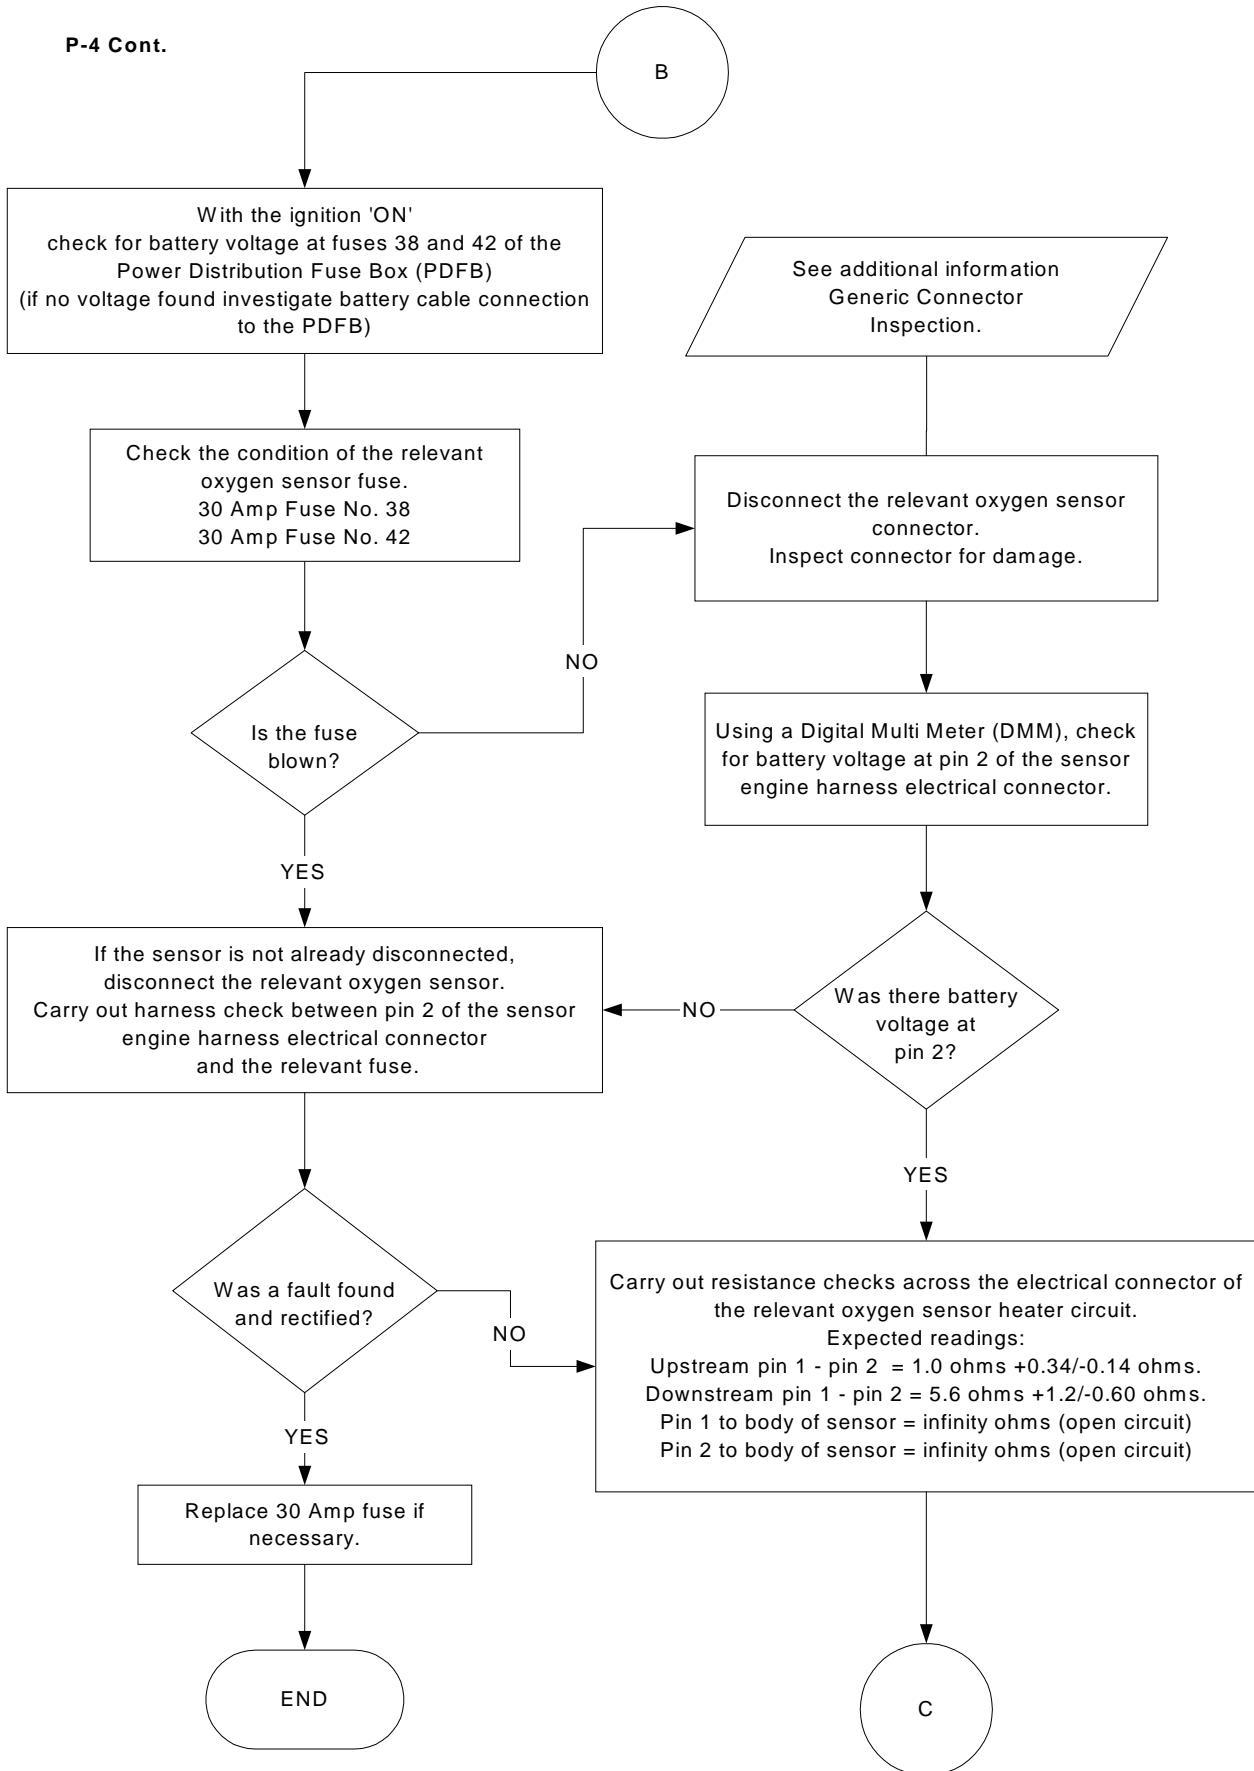 P-4 Cont.
B
With the ignition 'ON'
check for battery voltage at fuses 38 and 42 of the
Power Distribution Fuse Box (PDFB)
(if no voltage found investigate battery cable connection
to the PDFB)
See additional information
Generic Connector
Inspection.
Check the condition of the relevant
oxygen sensor fuse.
30 Amp Fuse No. 38
30 Amp Fuse No. 42
Disconnect the relevant oxygen sensor
connector.
Inspect connector for damage.
NO
Is the fuse
blown?
Using a Digital Multi Meter (DMM), check
for battery voltage at pin 2 of the sensor
engine harness electrical connector.
YES
If the sensor is not already disconnected,
disconnect the relevant oxygen sensor.
Carry out harness check between pin 2 of the sensor
engine harness electrical connector
and the relevant fuse.
NO
Was there battery
voltage at
pin 2?
YES
Was a fault found
and rectified?
NO
Carry out resistance checks across the electrical connector of
the relevant oxygen sensor heater circuit.
Expected readings:
Upstream pin 1 - pin 2 = 1.0 ohms +0.34/-0.14 ohms.
Downstream pin 1 - pin 2 = 5.6 ohms +1.2/-0.60 ohms.
Pin 1 to body of sensor = infinity ohms (open circuit)
Pin 2 to body of sensor = infinity ohms (open circuit)
YES
Replace 30 Amp fuse if
necessary.
END
C